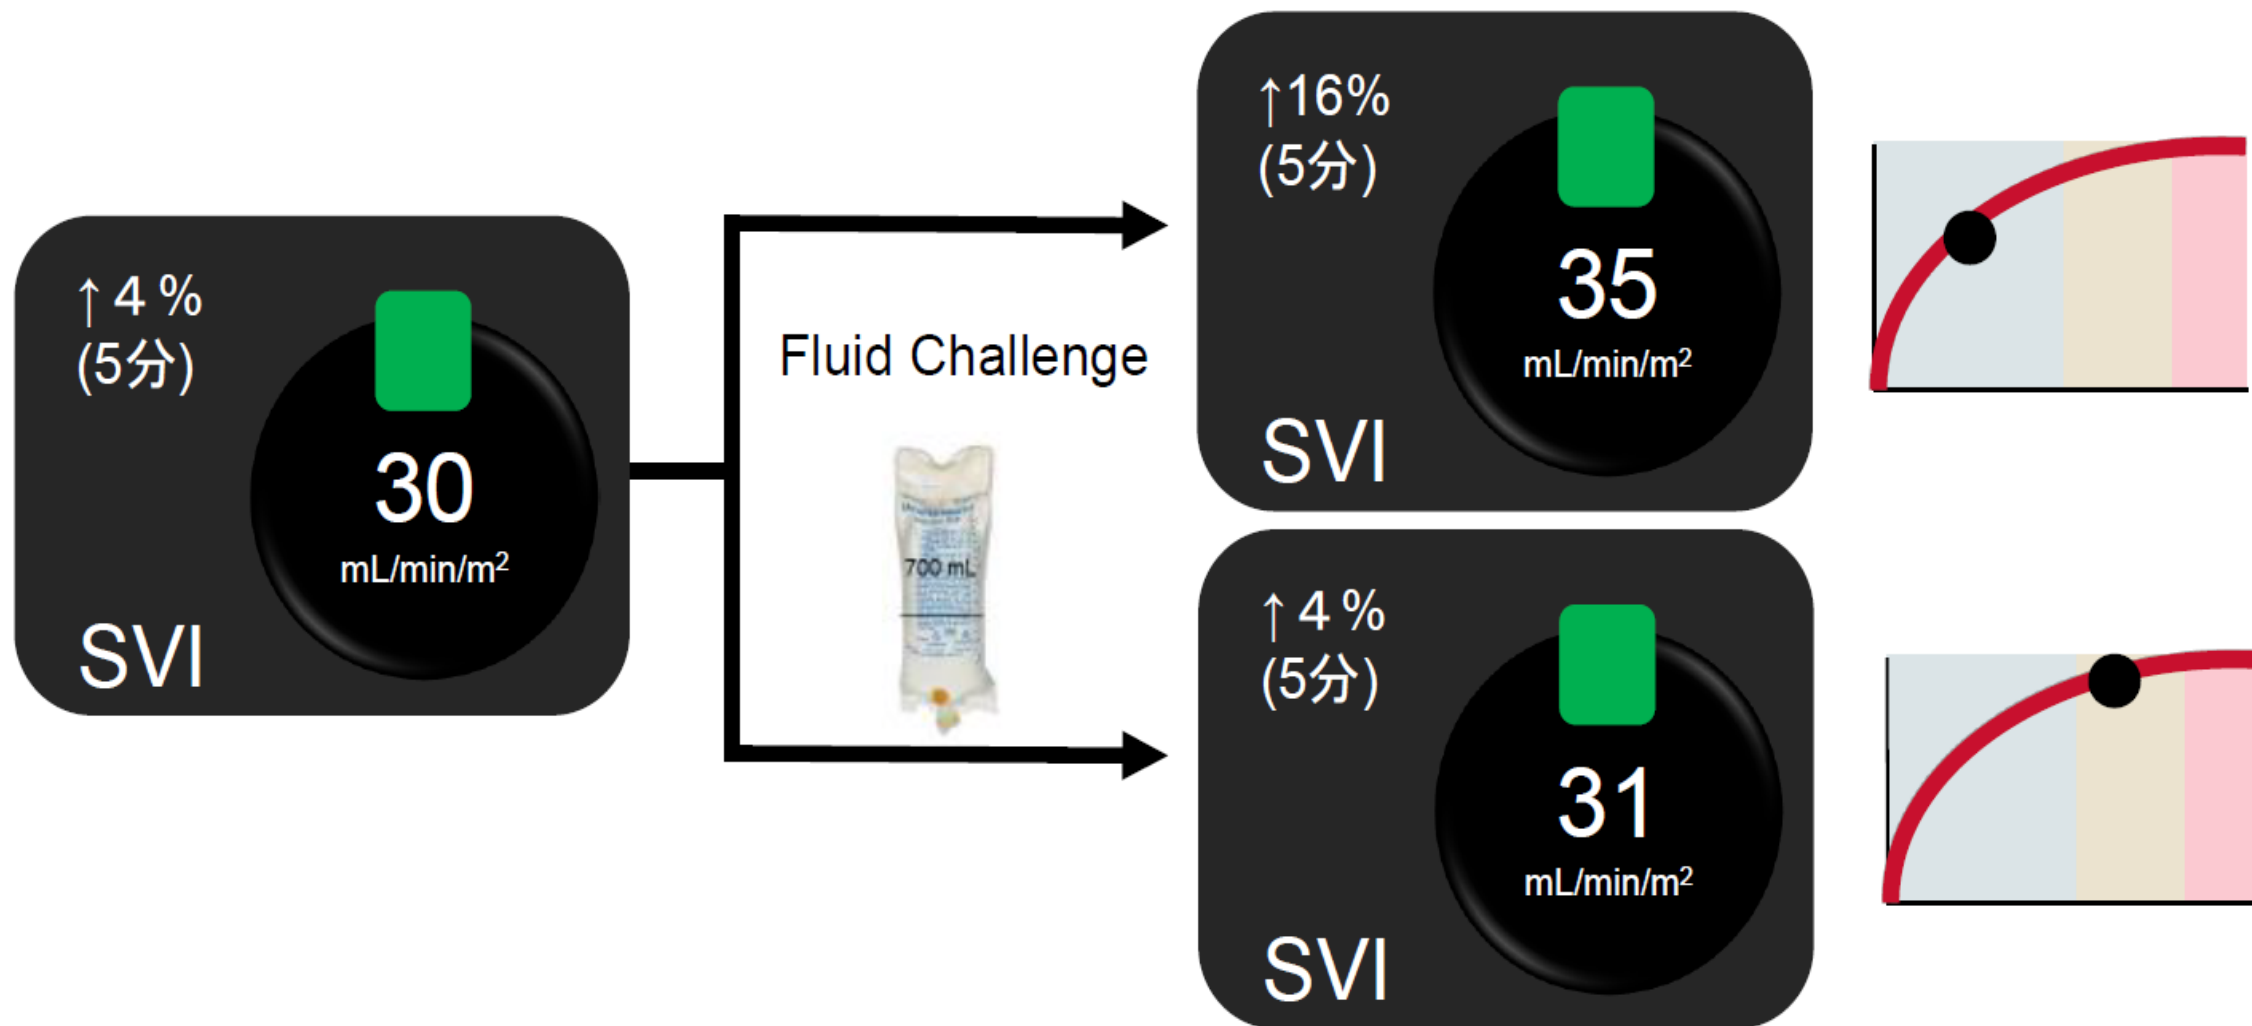 ↑ 4 %
(5分)
30
mL/min/m²
SVI
Fluid Challenge
700 mL
↑16%
(5分)
35
mL/min/m²
SVI
↑ 4 %
(5分)
31
mL/min/m²
SVI